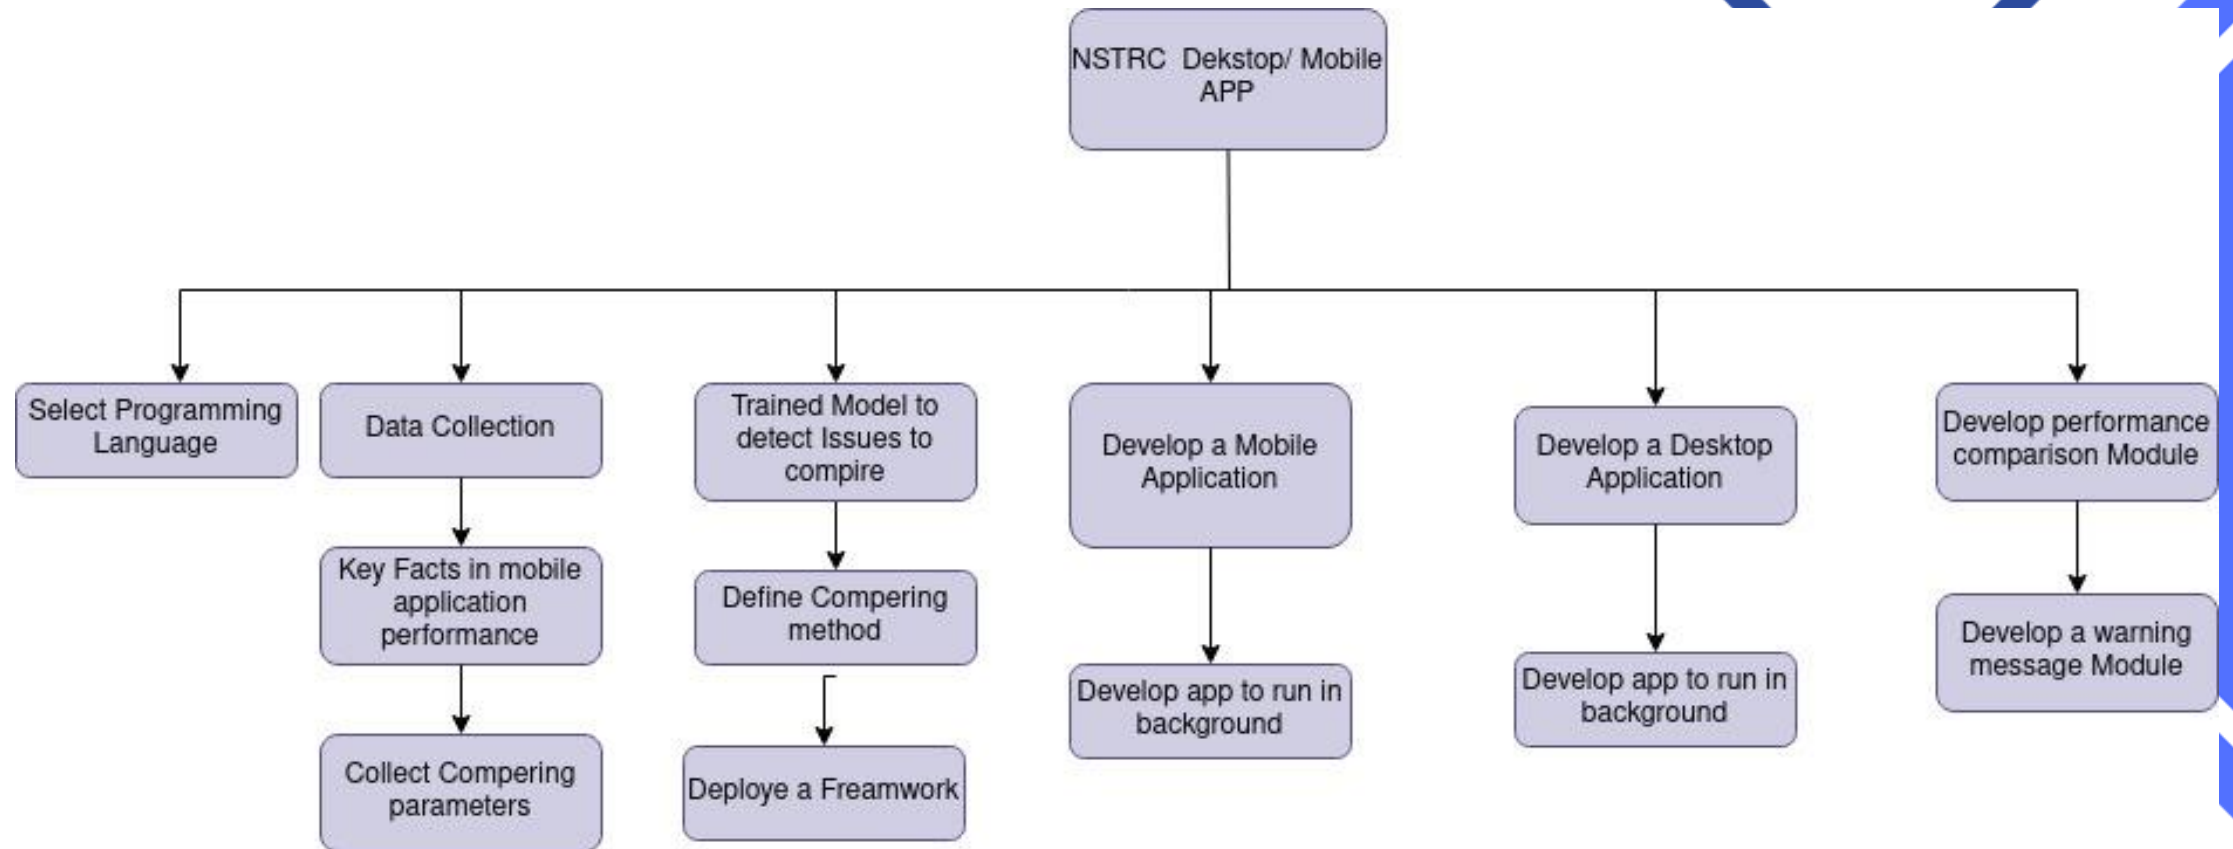 NSTRC  Dekstop/ Mobile
APP
Select Programming
Language
Data Collection
Trained Model to
detect Issues to
compire
Develop a Mobile
Application
Develop a Desktop
Application
Develop performance
comparison Module
Key Facts in mobile
application
performance
Define Compering
method
Develop app to run in
background
Develop app to run in
background
Develop a warning
message Module
Collect Compering
parameters
Deploye a Freamwork